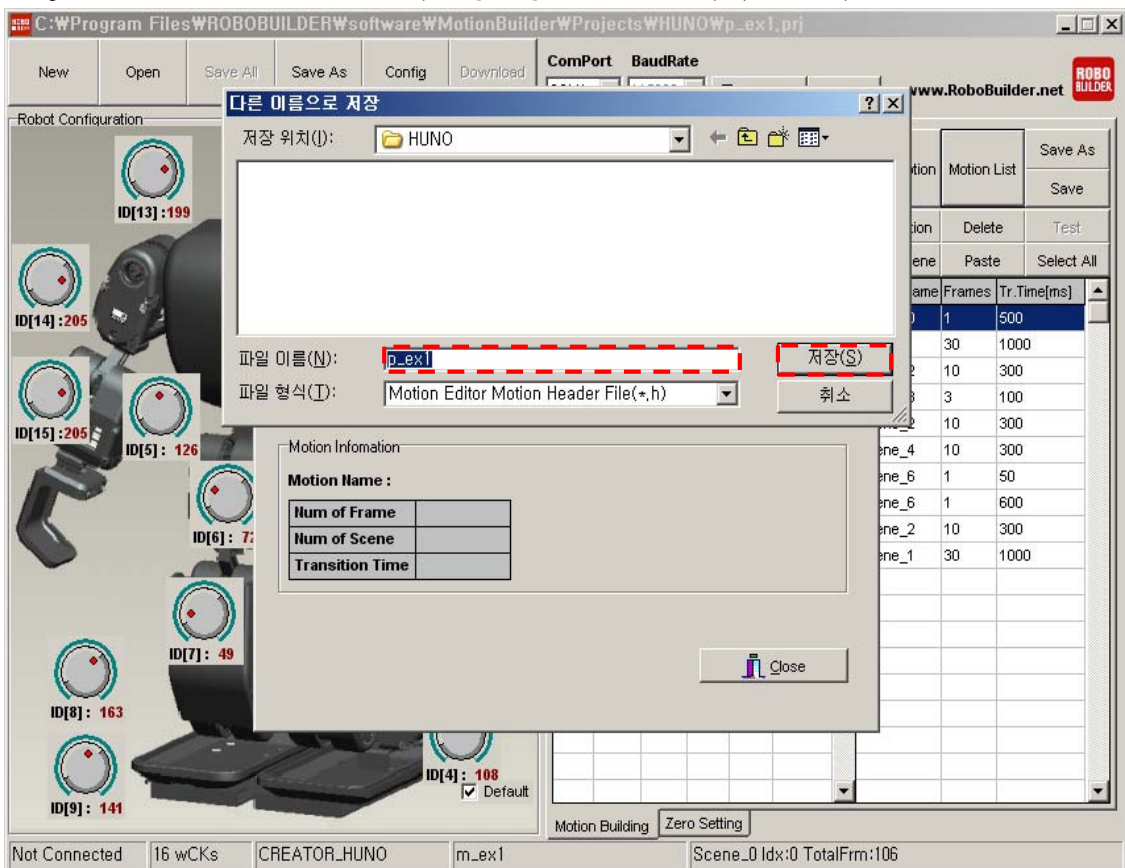 C:₩Program Files₩ROBOBUILDER₩software₩MotionBuilder₩Projects₩HUNO₩p_ex1.prj
New
Open
Save All
Save As
Config
Download
ComPort BaudRate
www.RoboBuilder.net
ROBO
BUILDER
Robot Configuration
다른 이름으로 저장
저장 위치(I):
HUNO
파일 이름(N):
p_ex1
저장(S)
파일 형식(T):
Motion Editor Motion Header File(*.h)
취소
ID[13] :199
ID[14] :205
ID[15] :205
ID[5] : 126
ID[6] : 72
ID[7] : 49
ID[8] : 163
ID[9] : 141
ID[4] : 108
Default
Motion Infomation
Motion Name :
Num of Frame
Num of Scene
Transition Time
Close
Motion List
Save As
Save
Delete
Test
Paste
Select All
ame Frames Tr.Time[ms]
1 500
30 1000
10 300
3 100
10 300
ene_4 10 300
ene_6 1 50
ene_6 1 600
ene_2 10 300
ene_1 30 1000
Motion Building
Zero Setting
Not Connected
16 wCKs
CREATOR_HUNO
m_ex1
Scene_0 Idx:0 TotalFrm:106